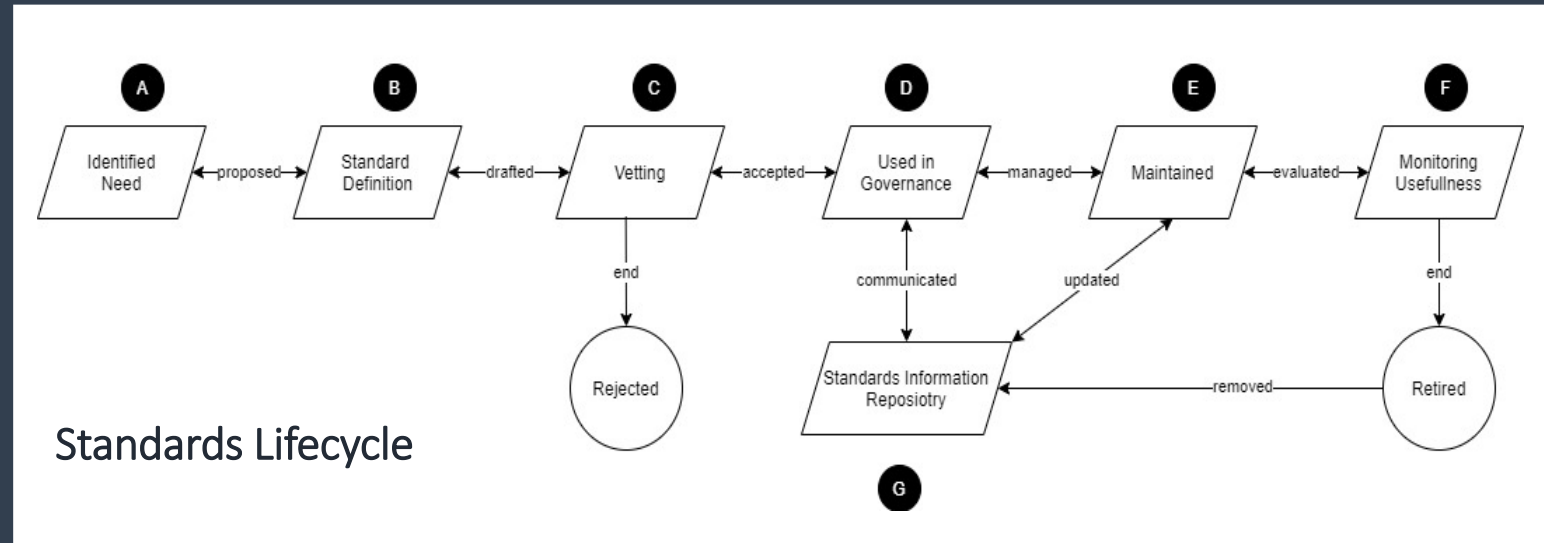 A
B
C
D
E
F
Identified
Need
proposed
Standard
Definition
drafted
Vetting
accepted
Used in
Governance
managed
Maintained
evaluated
Monitoring
Usefullness
end
communicated
updated
end
Rejected
Standards Information
Reposiotry
removed
Retired
Standards Lifecycle
G